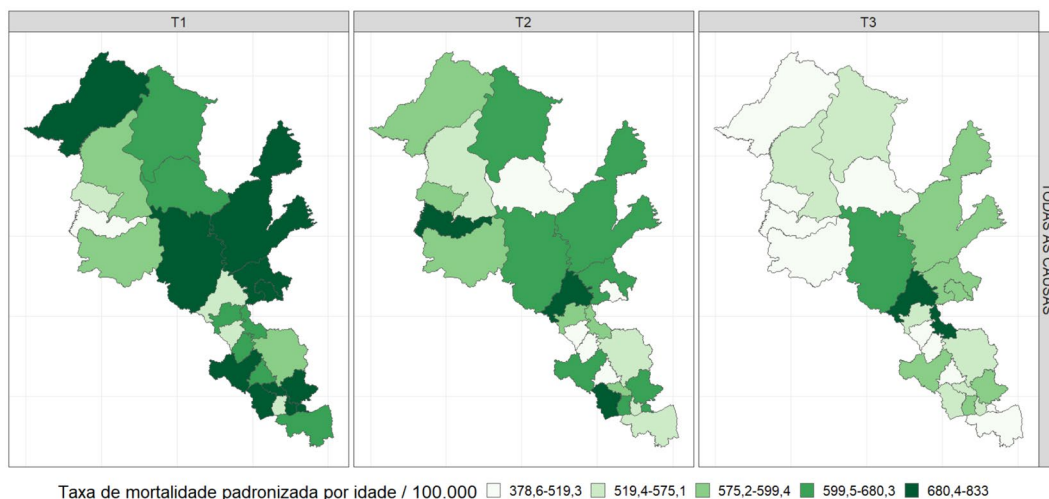 T1
T2
T3
TODAS AS CAUSAS
Taxa de mortalidade padronizada por idade / 100.000 378,6-519,3 519,4-575,1 575,2-599,4 599,5-680,3 680,4-833